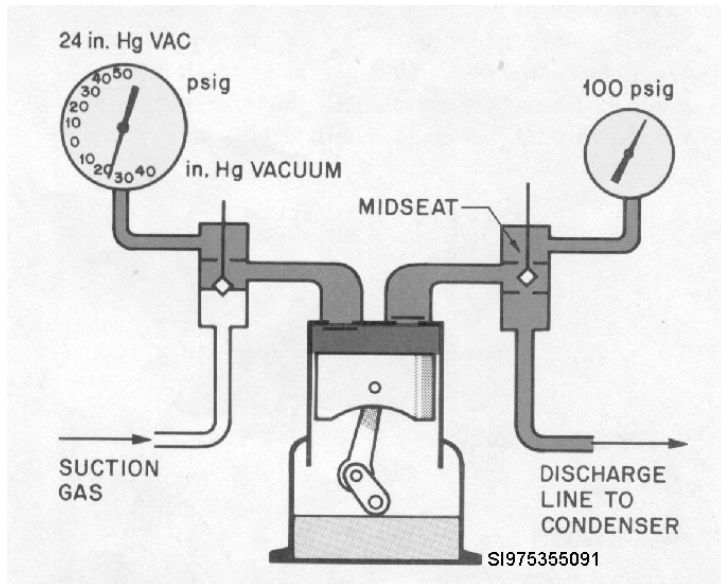 24 in. Hg VAC
50
40
30
20
10
0
10
20
30
40
psig
in. Hg VACUUM
100 psig
MIDSEAT
SUCTION
GAS
DISCHARGE
LINE TO
CONDENSER
SI975355091